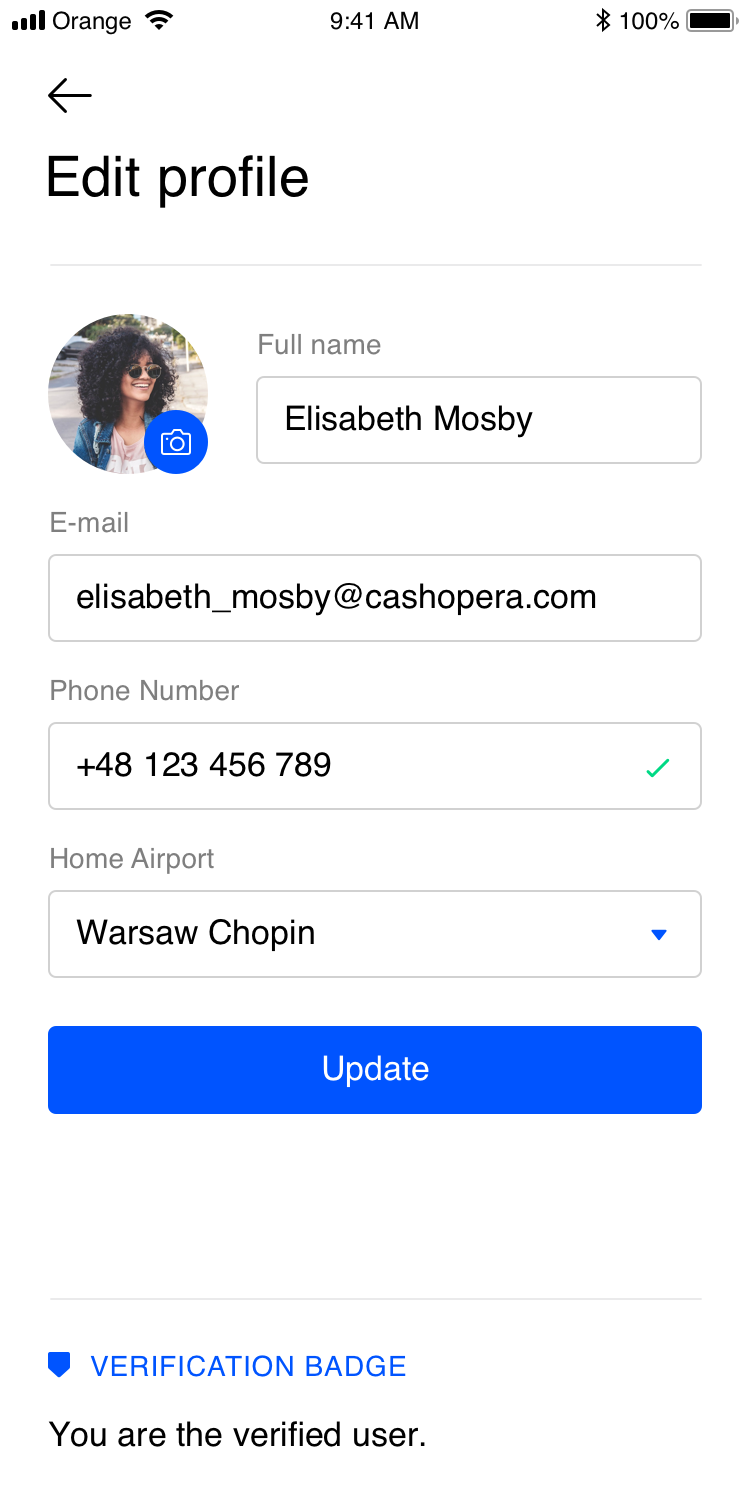 Orange 9:41 AM 100%
Edit profile
Full name
Elisabeth Mosby
E-mail
elisabeth_mosby@cashopera.com
Phone Number
+48 123 456 789
Home Airport
Warsaw Chopin
Update
VERIFICATION BADGE
You are the verified user.